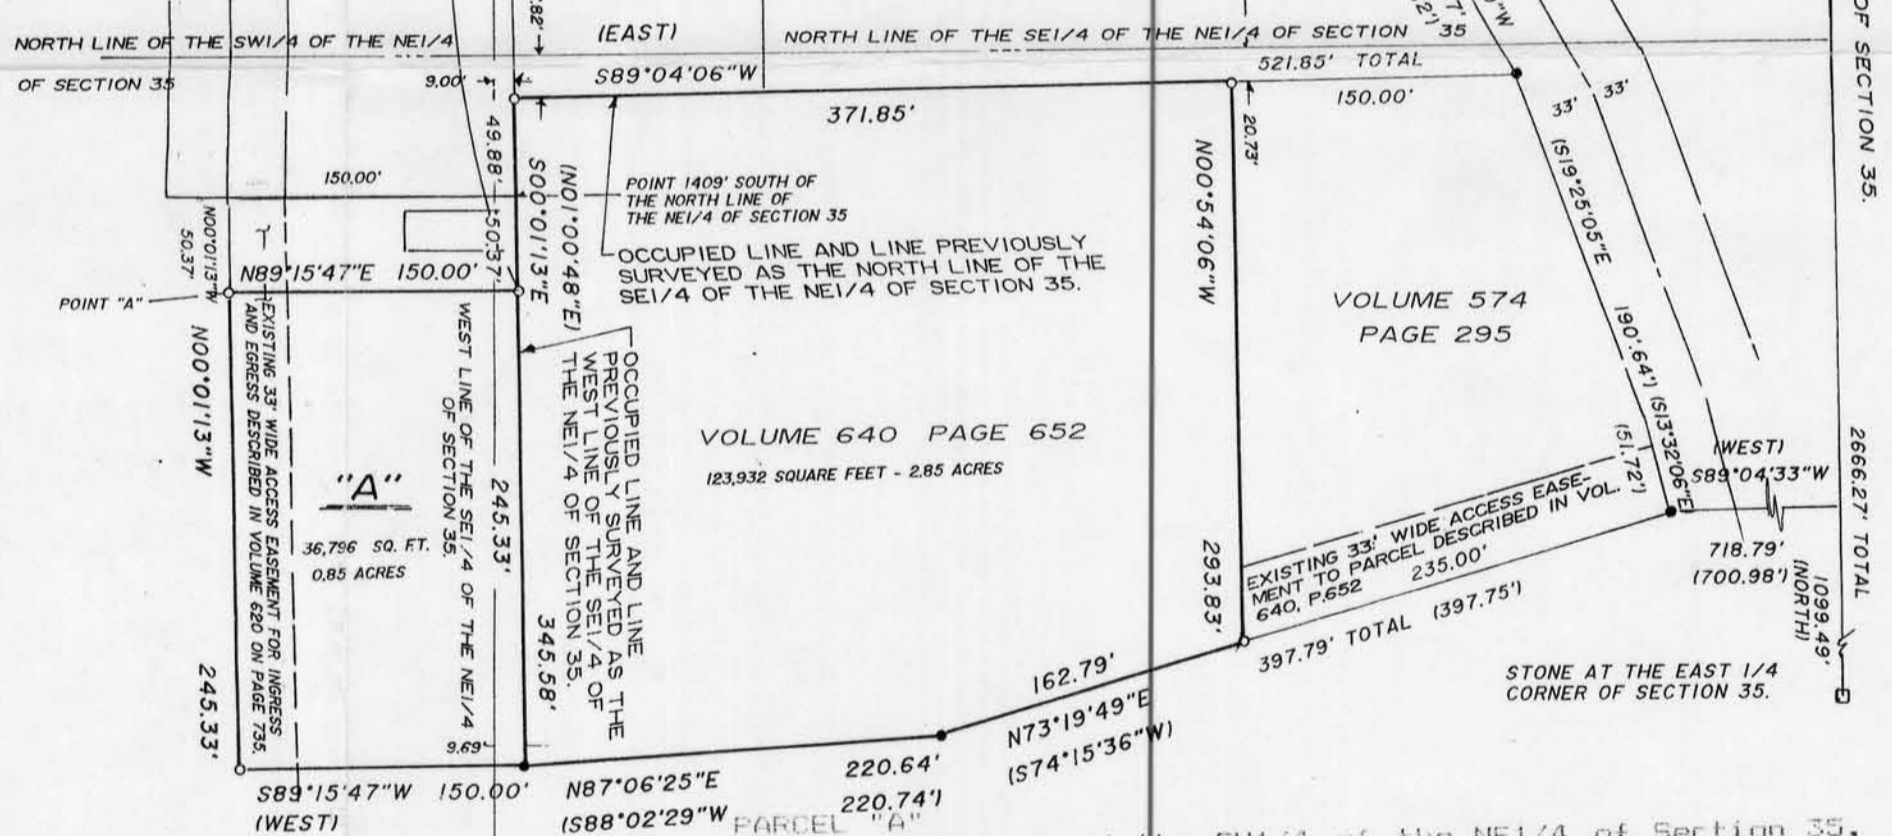 .82'
(EAST)
NORTH LINE OF THE SW1/4 OF THE NE1/4
OF SECTION 35
NORTH LINE OF THE SE1/4 OF THE NE1/4 OF SECTION 35
9.00'
S89°04'06"W
371.85'
521.85' TOTAL
150.00'
33' 33'
OF SECTION 35.
49.88'
20.73'
150.00'
POINT 1409' SOUTH OF
THE NORTH LINE OF
THE NE1/4 OF SECTION 35
(N01°00'48"E)
S00°01'13"E
OCCUPIED LINE AND LINE PREVIOUSLY
SURVEYED AS THE NORTH LINE OF THE
SE1/4 OF THE NE1/4 OF SECTION 35.
N00°54'06"W
293.83'
(S19°25'05"E
190'.64')
N00°01'13"W
50.37'
50.37'
N89°15'47"E 150.00'
POINT "A"
VOLUME 574
PAGE 295
N00°01'13"W
245.33'
EXISTING 33' WIDE ACCESS EASEMENT FOR INGRESS
AND EGRESS DESCRIBED IN VOLUME 620 ON PAGE 735.
"A"
36,796 SQ. FT.
0.85 ACRES
WEST LINE OF THE SE1/4 OF THE NE1/4
OF SECTION 35.
245.33'
9.69'
345.58'
OCCUPIED LINE AND LINE
PREVIOUSLY SURVEYED AS THE
WEST LINE OF THE SE1/4 OF
THE NE1/4 OF SECTION 35.
VOLUME 640 PAGE 652
123,932 SQUARE FEET - 2.85 ACRES
(S13°32'06"E)
(51.72')
(WEST)
S89°04'33"W
718.79'
(700.98')
2666.27' TOTAL
1099.49'
(NORTH)
EXISTING 33' WIDE ACCESS EASE-
MENT TO PARCEL DESCRIBED IN VOL.
640, P.652
235.00'
397.79' TOTAL (397.75')
STONE AT THE EAST 1/4
CORNER OF SECTION 35.
162.79'
N73°19'49"E
(S74°15'36"W)
S89°15'47"W 150.00'
(WEST)
N87°06'25"E 220.64'
(S88°02'29"W 220.74')
PARCEL "A"
SW1/4 of the NE1/4 of Section 35,